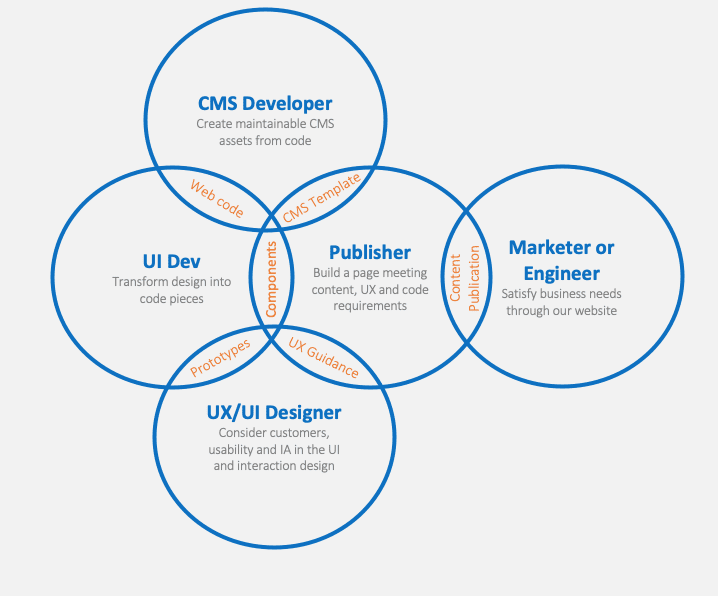 CMS Developer
Create maintainable CMS
assets from code
Web code
CMS Template
UI Dev
Transform design into
code pieces
Components
Publisher
Build a page meeting
content, UX and code
requirements
Content
Publication
Marketer or
Engineer
Satisfy business needs
through our website
Prototypes
UX Guidance
UX/UI Designer
Consider customers,
usability and IA in the UI
and interaction design